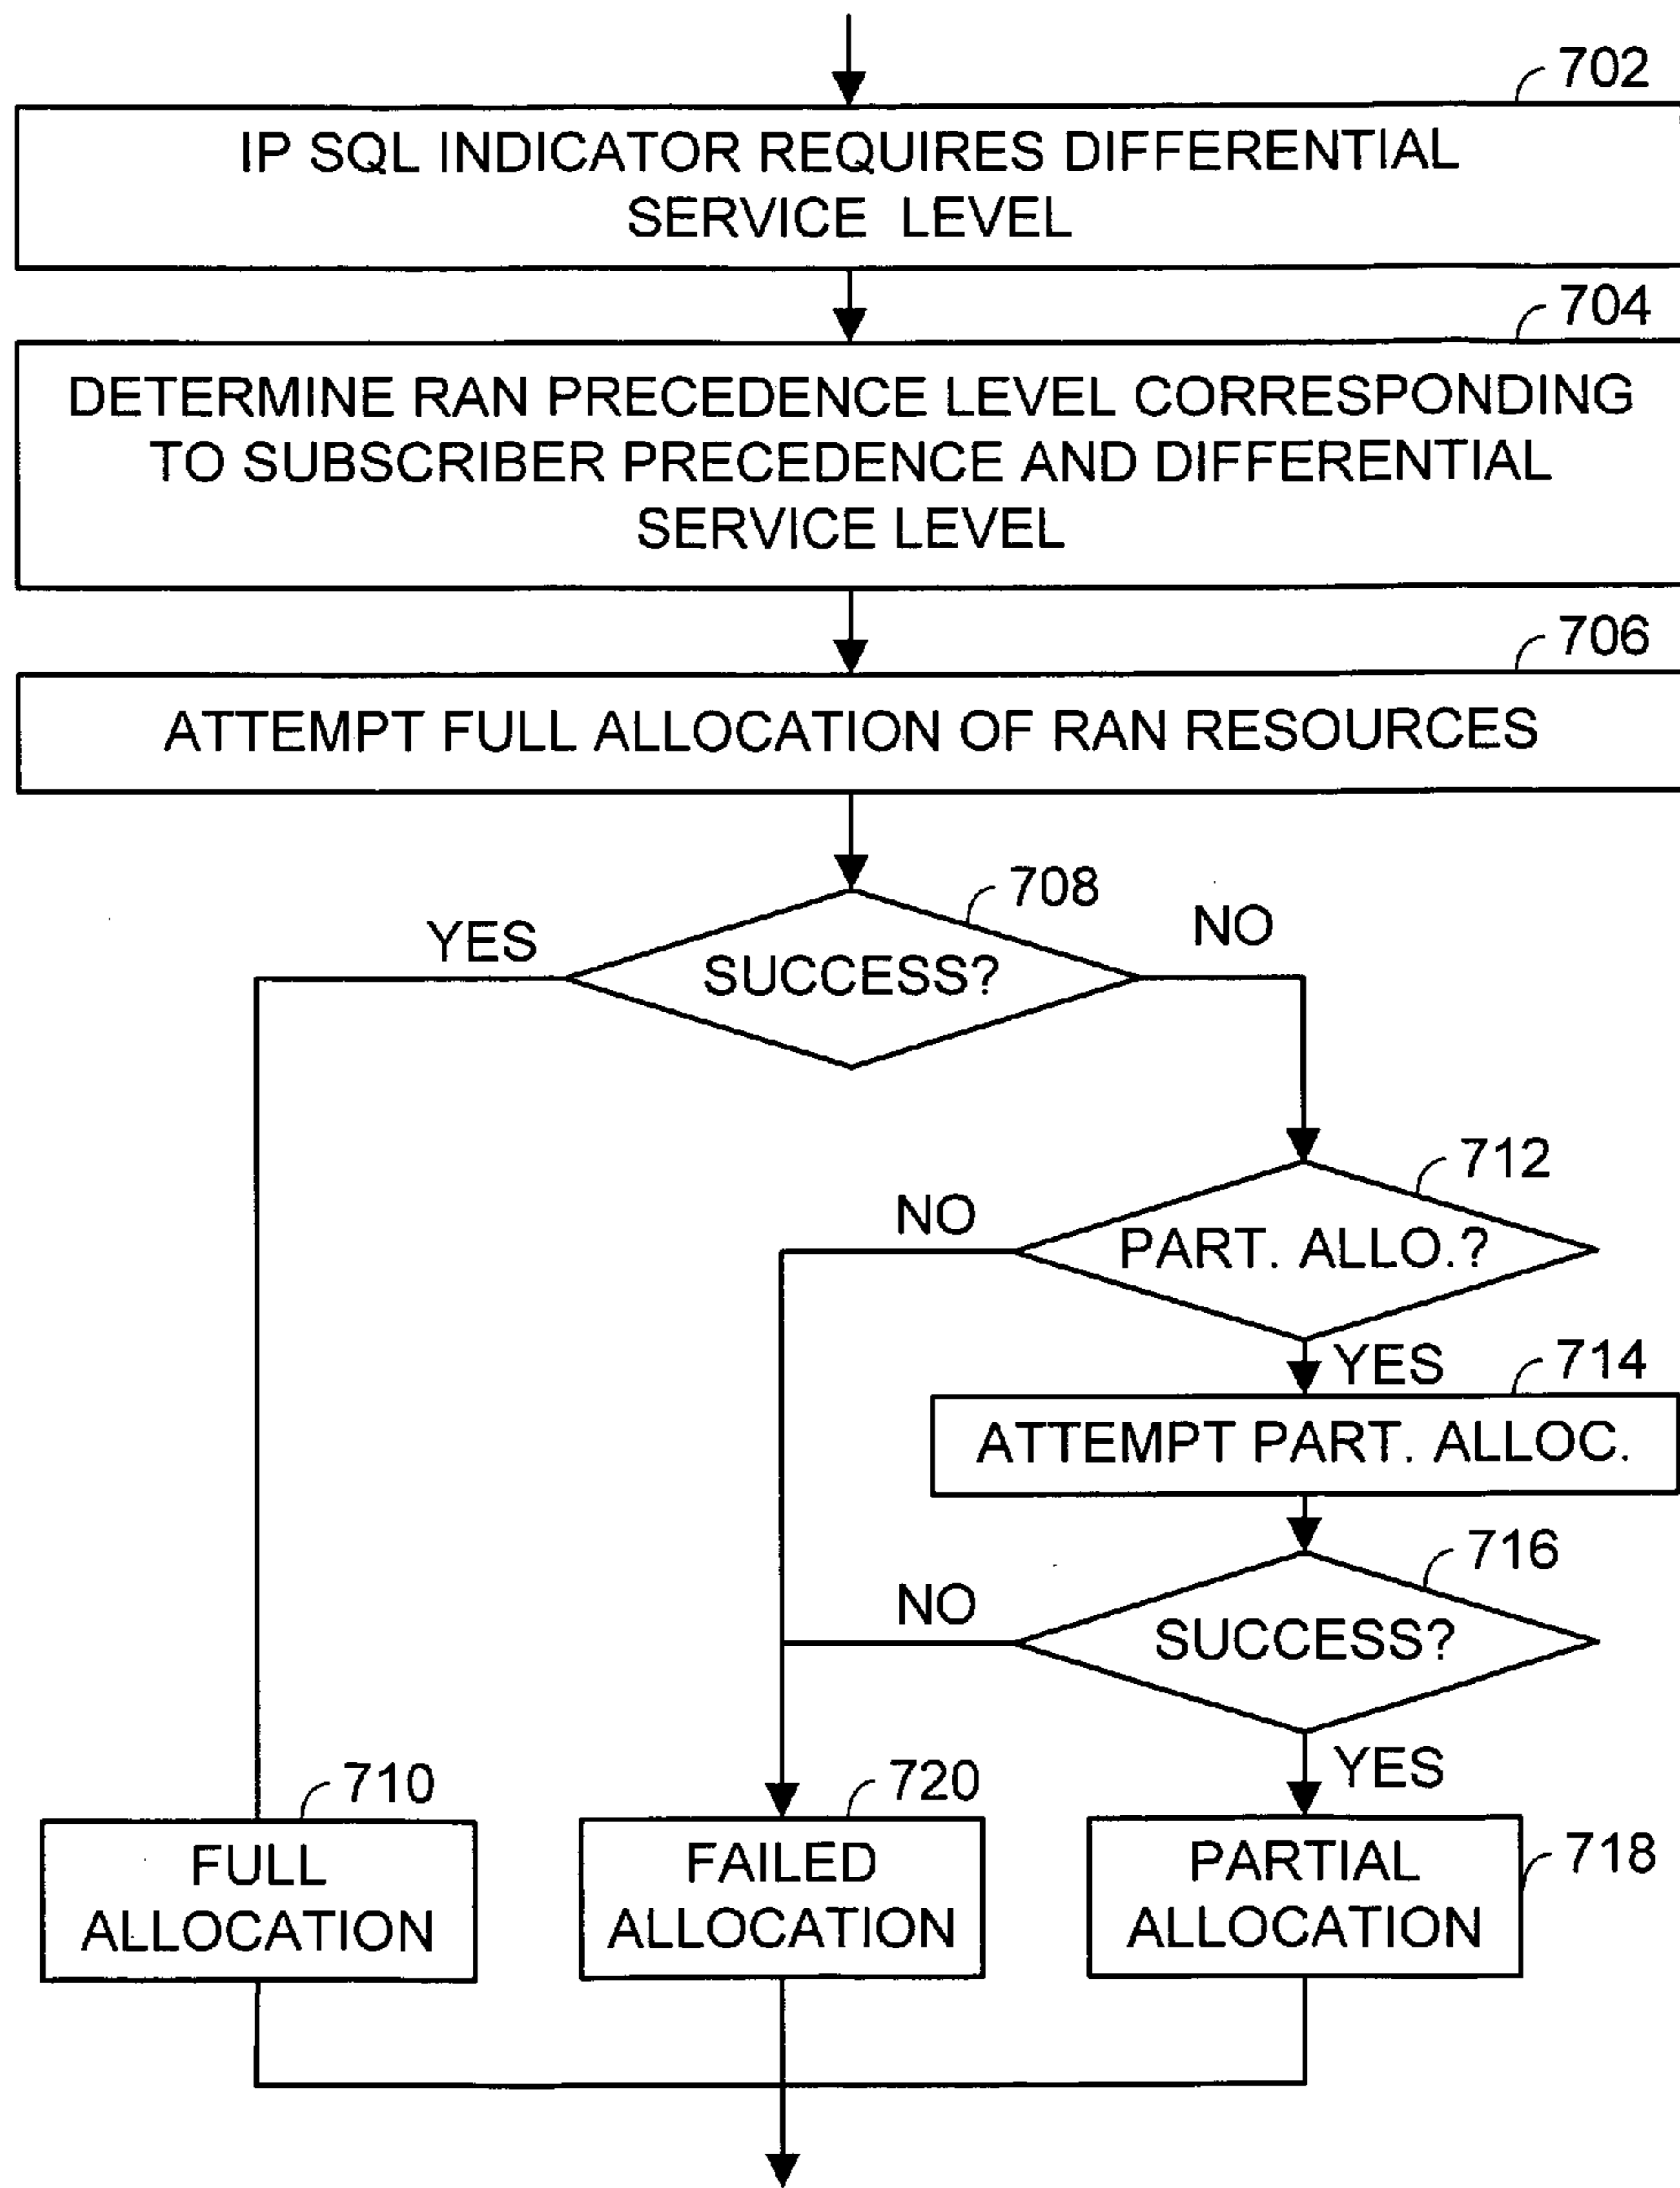 702
IP SQL INDICATOR REQUIRES DIFFERENTIAL
SERVICE LEVEL
704
DETERMINE RAN PRECEDENCE LEVEL CORRESPONDING
TO SUBSCRIBER PRECEDENCE AND DIFFERENTIAL
SERVICE LEVEL
706
ATTEMPT FULL ALLOCATION OF RAN RESOURCES
708
YES
NO
SUCCESS?
712
NO
PART. ALLO.?
YES
714
ATTEMPT PART. ALLOC.
716
NO
SUCCESS?
YES
710
720
FULL
ALLOCATION
FAILED
ALLOCATION
PARTIAL
ALLOCATION
718